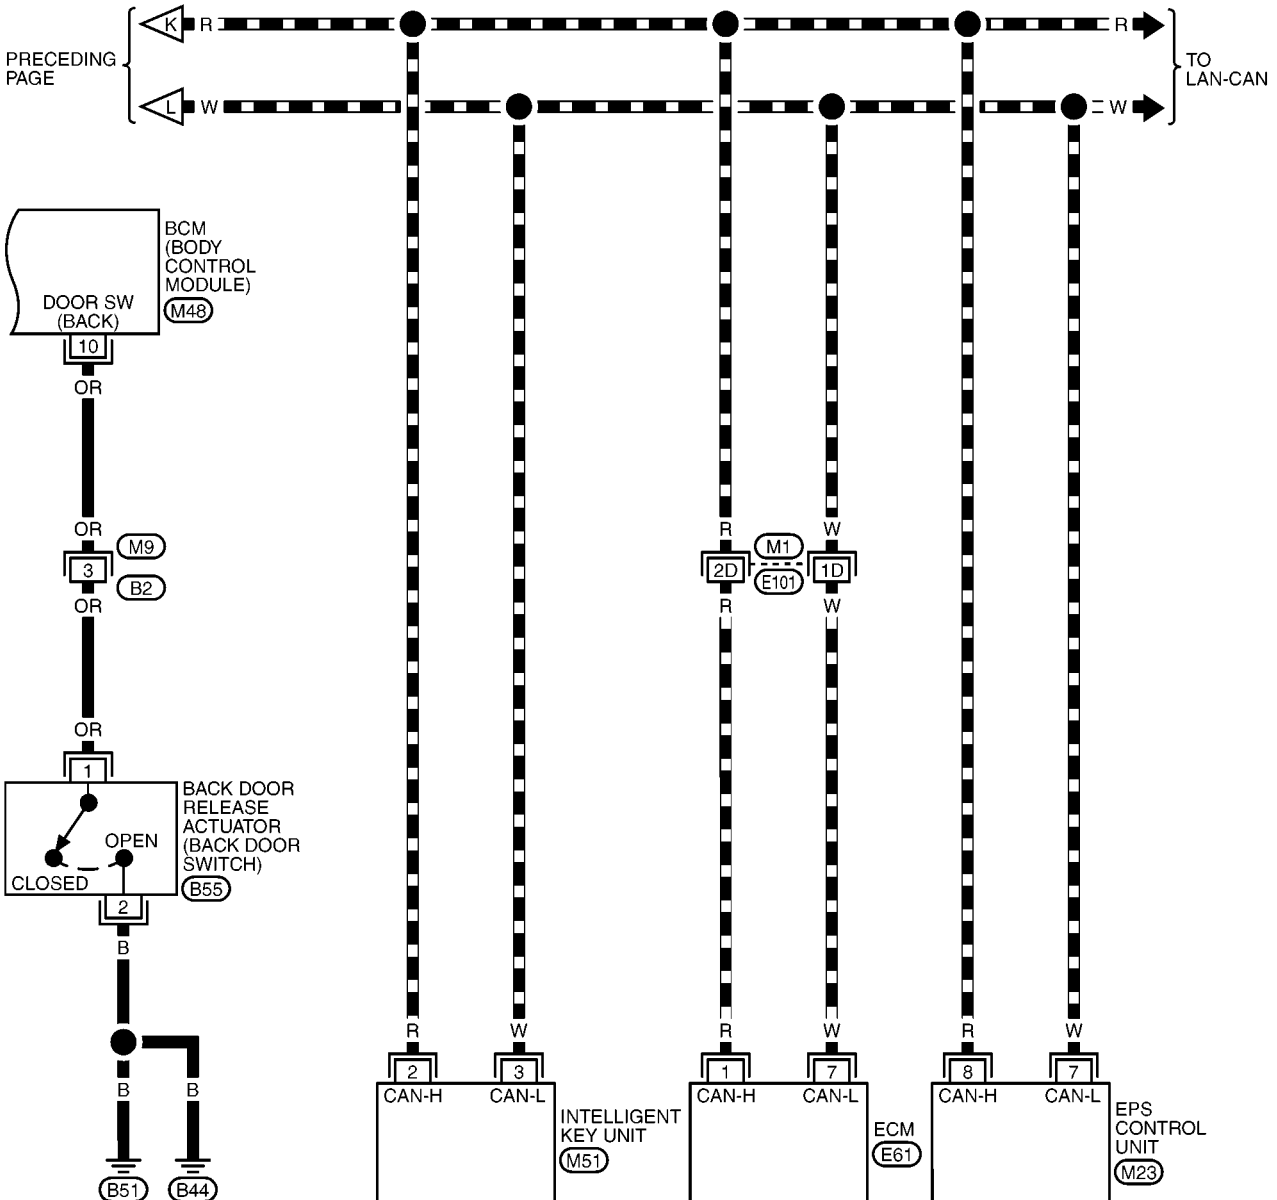 K R R
PRECEDING
PAGE
TO
LAN-CAN
L W W
BCM
(BODY
CONTROL
MODULE)
M48
DOOR SW
(BACK)
10
OR
OR
M9
3
B2
OR
OR
1
BACK DOOR
RELEASE
ACTUATOR
(BACK DOOR
SWITCH)
B55
OPEN
CLOSED
2
B
B B
B51 B44
R W
M1
2D 1D
E101
R W
R W R W R W
2 3 1 7 8 7
CAN-H CAN-L CAN-H CAN-L CAN-H CAN-L
INTELLIGENT
KEY UNIT
M51
ECM
E61
EPS
CONTROL
UNIT
M23